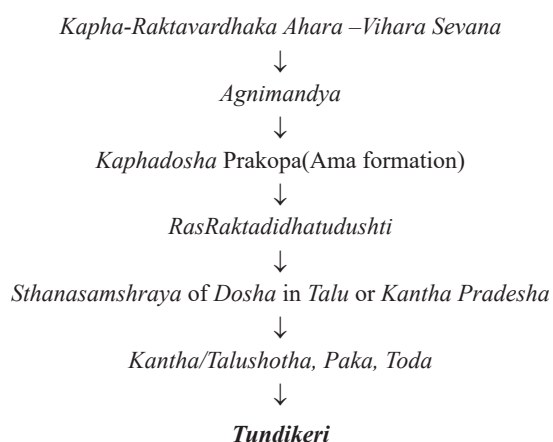 Kapha-Raktavardhaka Ahara –Vihara Sevana
↓
Agnimandya
↓
Kaphadosha Prakopa(Ama formation)
↓
RasRaktadidhatudushti
↓
Sthanasamshraya of Dosha in Talu or Kantha Pradesha
↓
Kantha/Talushotha, Paka, Toda
↓
Tundikeri